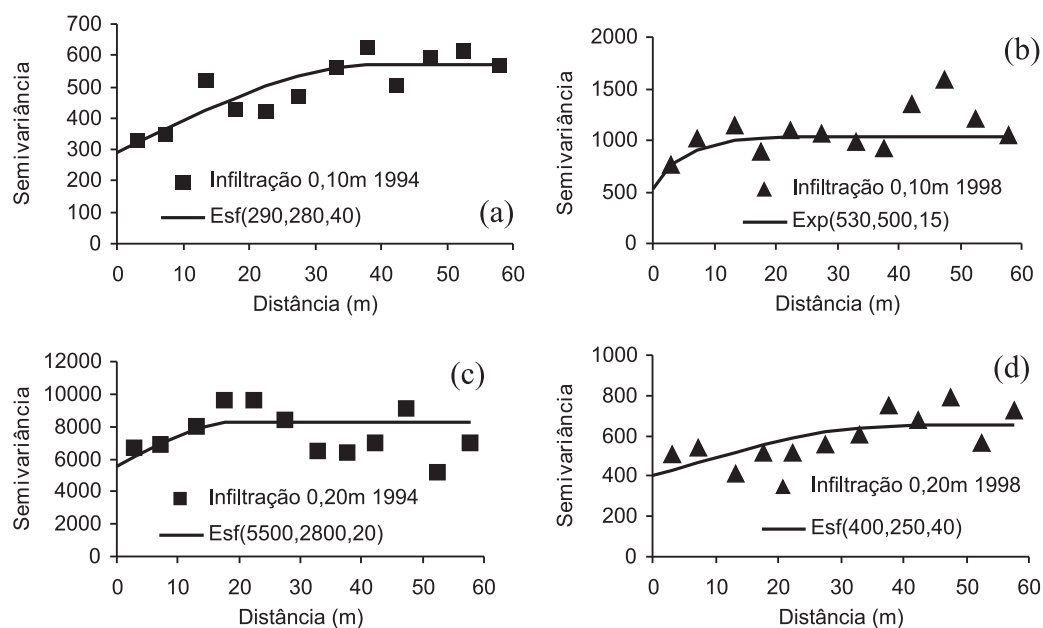 700
600
500
400
300
200
100
0
Semivariância
Infiltração 0,10m 1994
Esf(290,280,40)
(a)
0 10 20 30 40 50 60
Distância (m)
2000
1500
1000
500
0
Semivariância
(b)
Infiltração 0,10m 1998
Exp(530,500,15)
0 10 20 30 40 50 60
Distância (m)
12000
10000
8000
6000
4000
2000
0
Semivariância
(c)
Infiltração 0,20m 1994
Esf(5500,2800,20)
0 10 20 30 40 50 60
Distância (m)
1000
800
600
400
200
0
Semivariância
(d)
Infiltração 0,20m 1998
Esf(400,250,40)
0 10 20 30 40 50 60
Distância (m)